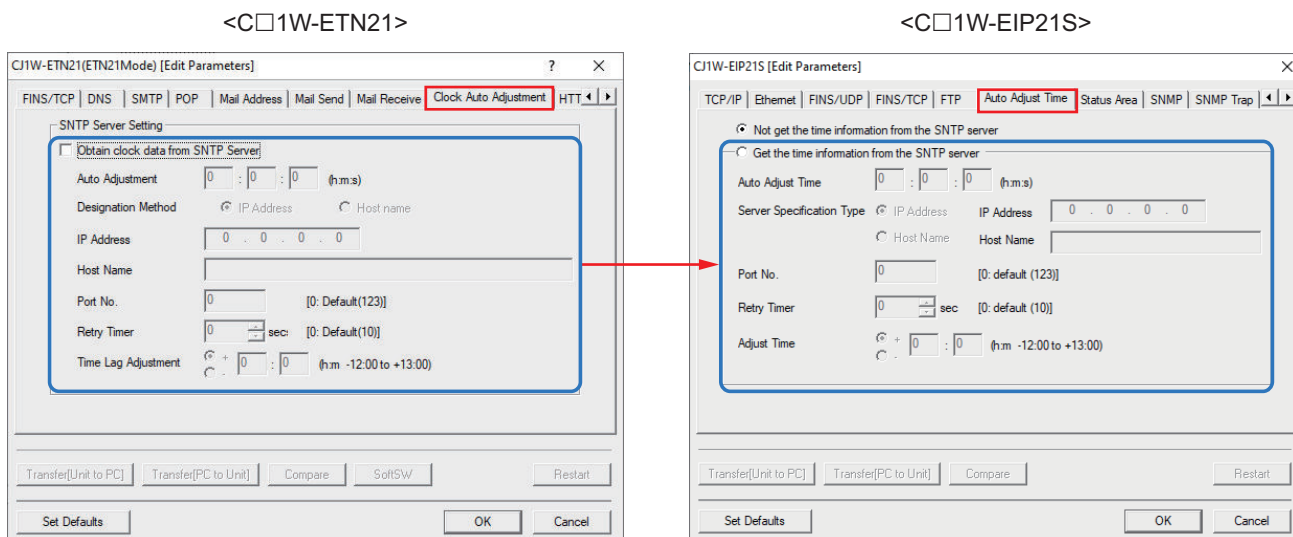 <C□1W-ETN21>
CJ1W-ETN21(ETN21Mode) [Edit Parameters]
? ×
FINS/TCP DNS SMTP POP Mail Address Mail Send Mail Receive Clock Auto Adjustment HTT
SNTP Server Setting
Obtain clock data from SNTP Server
Auto Adjustment 0 : 0 : 0 (h:m:s)
Designation Method IP Address Host name
IP Address 0 . 0 . 0 . 0
Host Name
Port No. 0 [0: Default(123)]
Retry Timer 0 sec: [0: Default(10)]
Time Lag Adjustment + - 0 : 0 (h:m -12:00 to +13:00)
Transfer[Unit to PC] Transfer[PC to Unit] Compare SoftSW Restart
Set Defaults OK Cancel
<C□1W-EIP21S>
CJ1W-EIP21S [Edit Parameters]
×
TCP/IP Ethernet FINS/UDP FINS/TCP FTP Auto Adjust Time Status Area SNMP SNMP Trap
Not get the time information from the SNTP server
Get the time information from the SNTP server
Auto Adjust Time 0 : 0 : 0 (h:m:s)
Server Specification Type IP Address IP Address 0 . 0 . 0 . 0
Host Name Host Name
Port No. 0 [0: default (123)]
Retry Timer 0 sec [0: default (10)]
Adjust Time + - 0 : 0 (h:m -12:00 to +13:00)
Transfer[Unit to PC] Transfer[PC to Unit] Compare Restart
Set Defaults OK Cancel